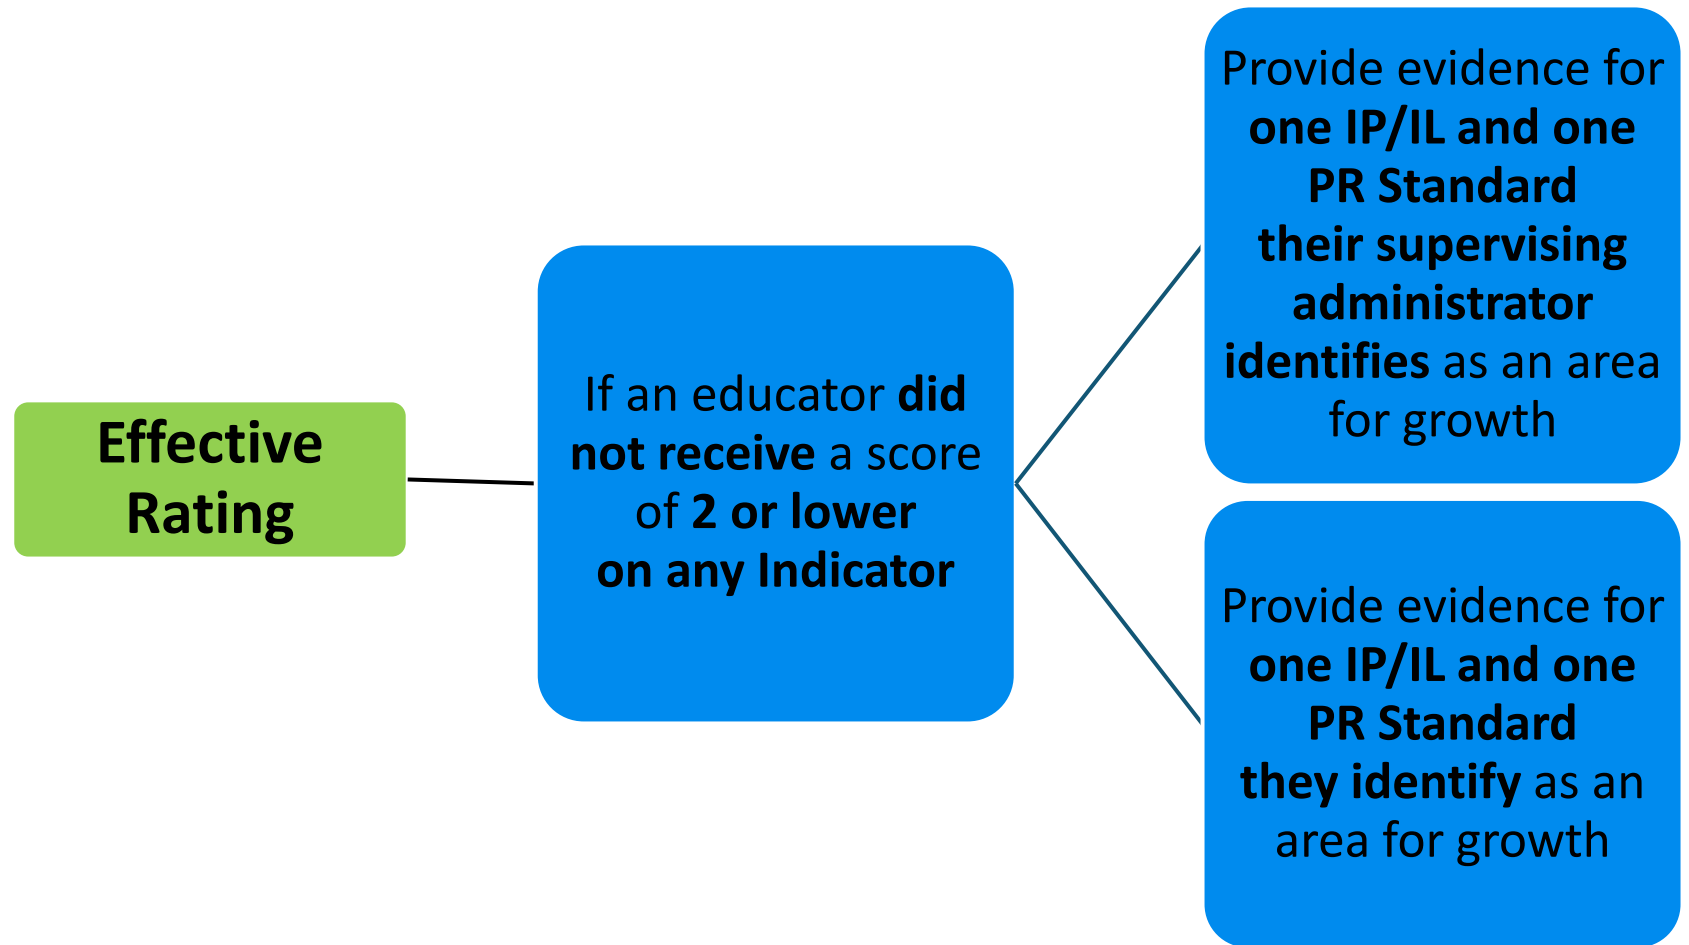 Effective
Rating
If an educator did
not receive a score
of 2 or lower
on any Indicator
Provide evidence for
one IP/IL and one
PR Standard
their supervising
administrator
identifies as an area
for growth
Provide evidence for
one IP/IL and one
PR Standard
they identify as an
area for growth